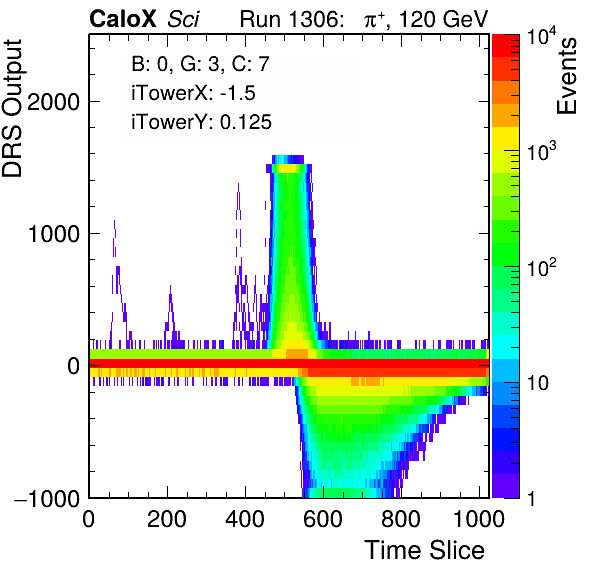 CaloX Sci Run 1306: π⁺, 120 GeV
B: 0, G: 3, C: 7
iTowerX: -1.5
iTowerY: 0.125
DRS Output
2000
1000
0
−1000
0 200 400 600 800 1000
Time Slice
Events
10⁴
10³
10²
10
1